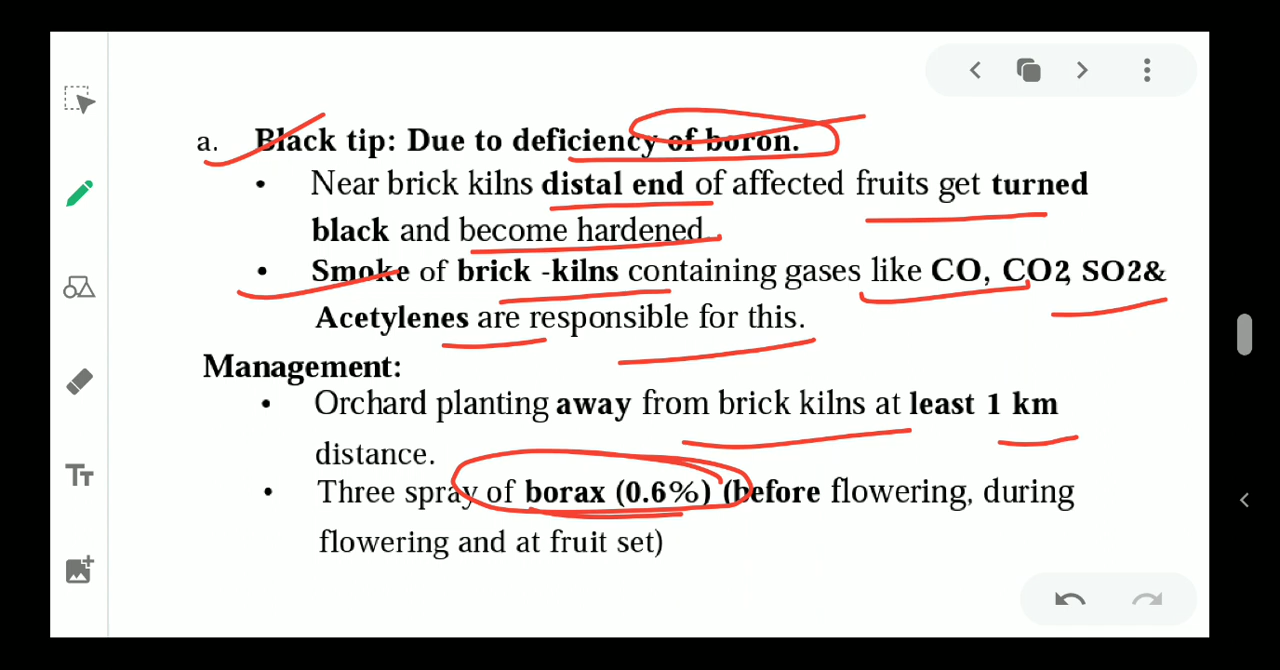 a. Black tip: Due to deficiency of boron.
• Near brick kilns distal end of affected fruits get turned
black and become hardened.
• Smoke of brick -kilns containing gases like CO, CO2, SO2&
Acetylenes are responsible for this.
Management:
• Orchard planting away from brick kilns at least 1 km
distance.
• Three spray of borax (0.6%) (before flowering, during
flowering and at fruit set)
Tт